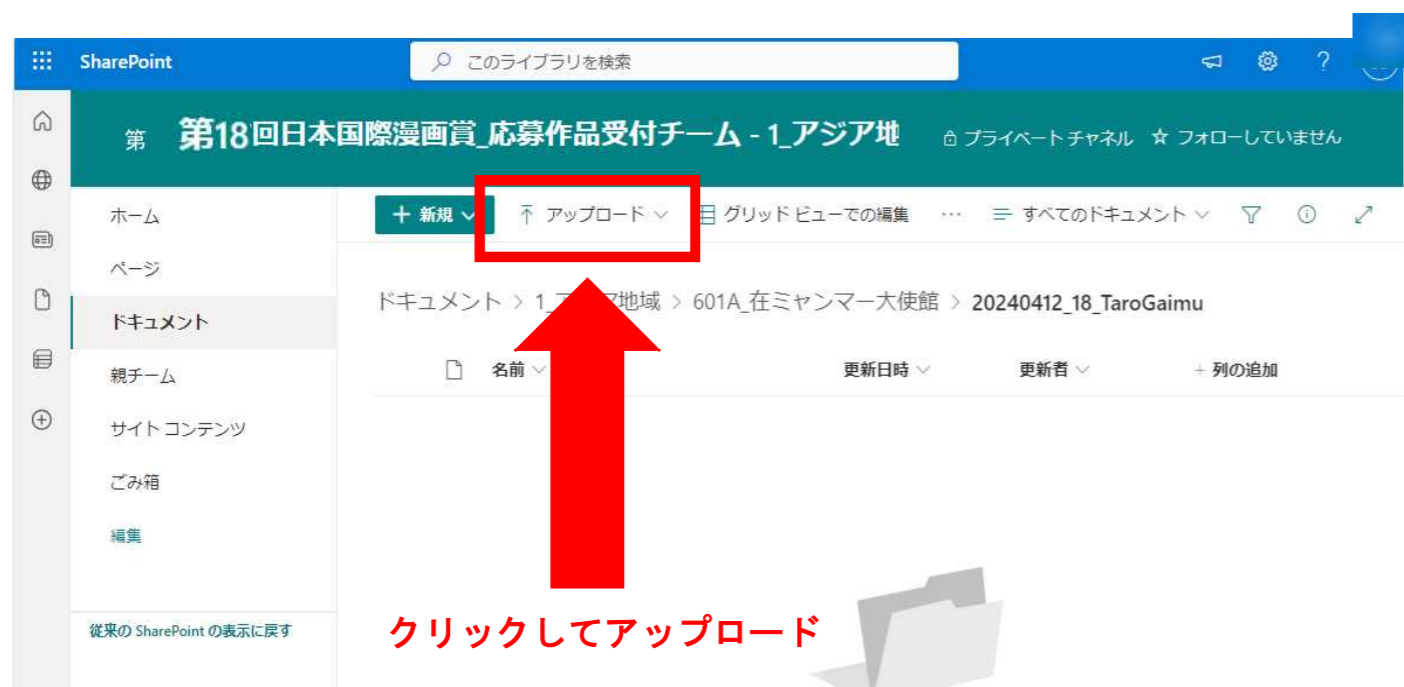 SharePoint
このライブラリを検索
?
第
第18回日本国際漫画賞_応募作品受付チーム - 1_アジア地
プライベート チャネル
フォローしていません
ホーム
ページ
ドキュメント
親チーム
サイト コンテンツ
ごみ箱
編集
従来の SharePoint の表示に戻す
+ 新規
アップロード
グリッド ビューでの編集
…
すべてのドキュメント
ドキュメント > 1_ 地域 > 601A_在ミャンマー大使館 > 20240412_18_TaroGaimu
名前
更新日時
更新者
+ 列の追加
クリックしてアップロード